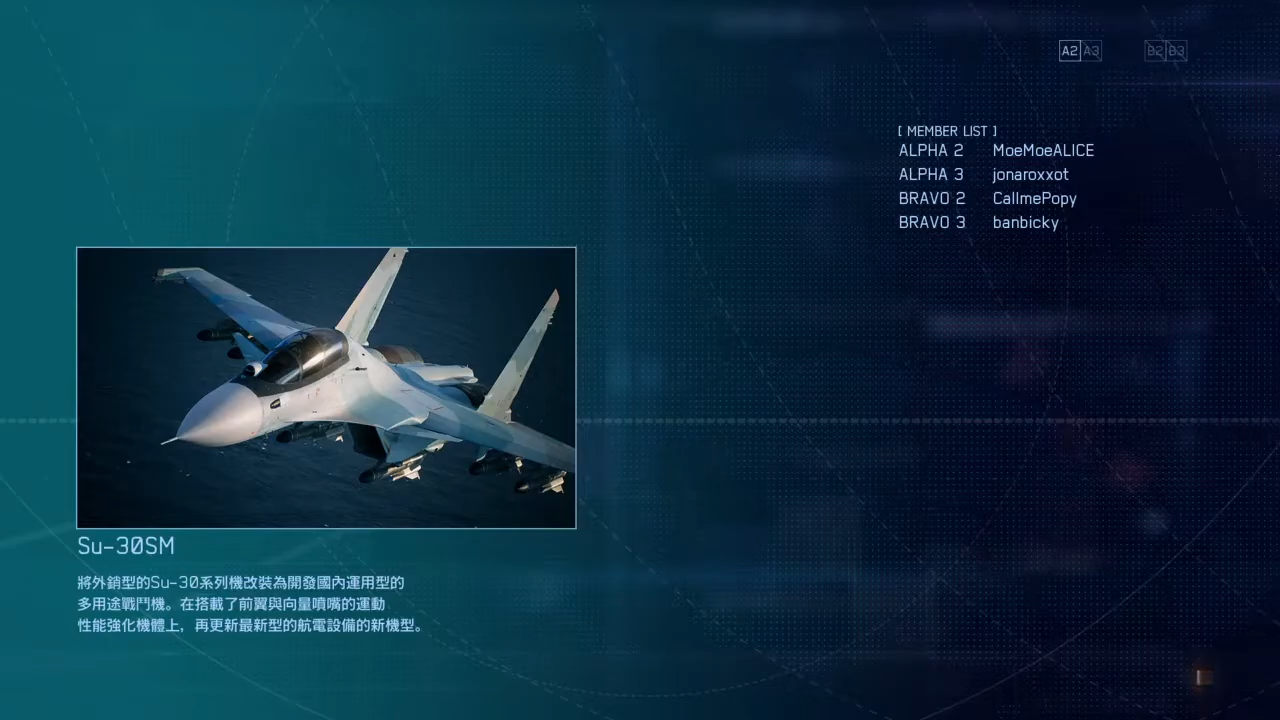 A2 A3 B2 B3
[ MEMBER LIST ]
ALPHA 2 MoeMoeALICE
ALPHA 3 jonaroxxot
BRAVO 2 CallmePopy
BRAVO 3 banbicky
Su-30SM
將外銷型的Su-30系列機改裝為開發國內運用型的
多用途戰鬥機。在搭載了前翼與向量噴嘴的運動
性能強化機體上，再更新最新型的航電設備的新機型。